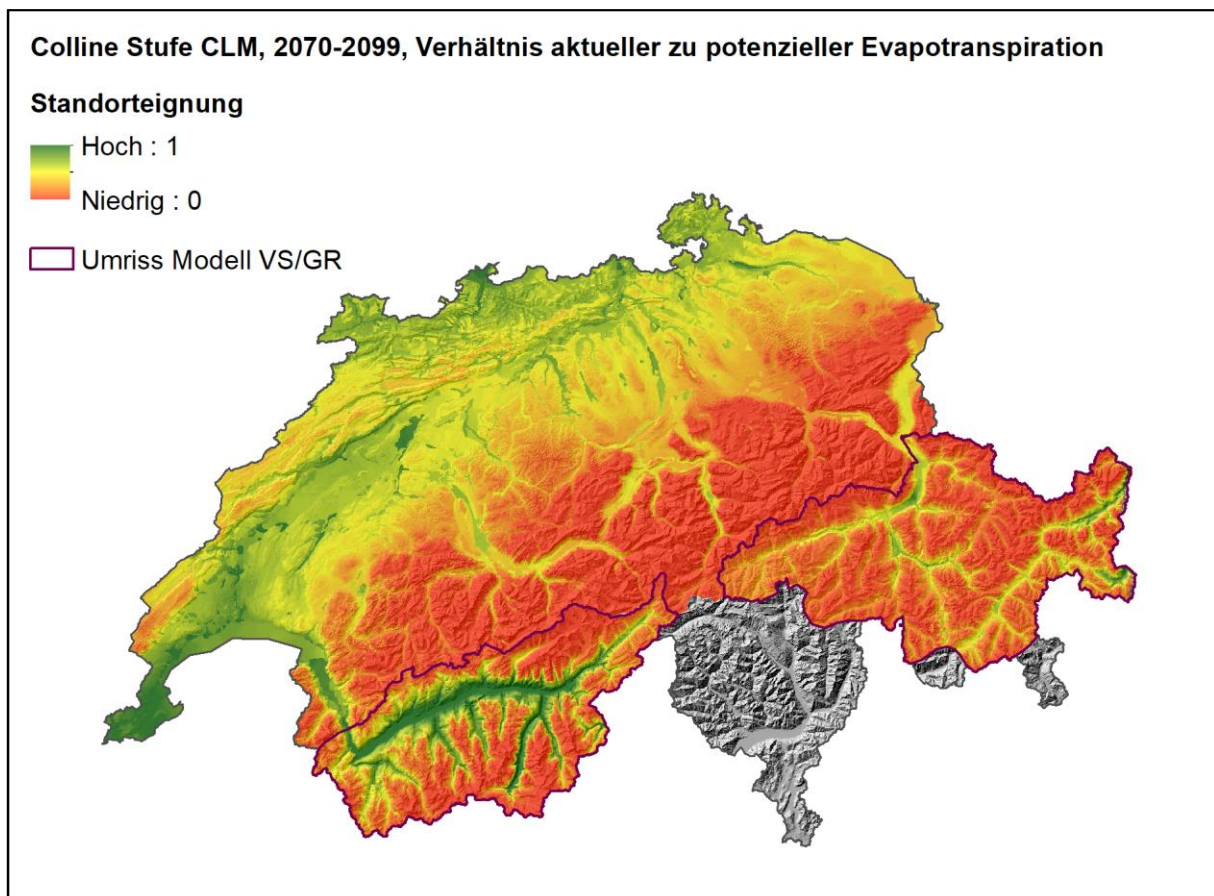 Colline Stufe CLM, 2070-2099, Verhältnis aktueller zu potenzieller Evapotranspiration
Standorteignung
Hoch : 1
Niedrig : 0
Umriss Modell VS/GR